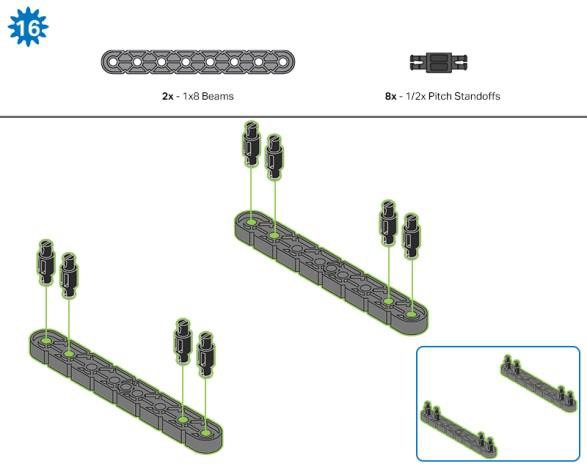 16
2x - 1x8 Beams
8x - 1/2x Pitch Standoffs